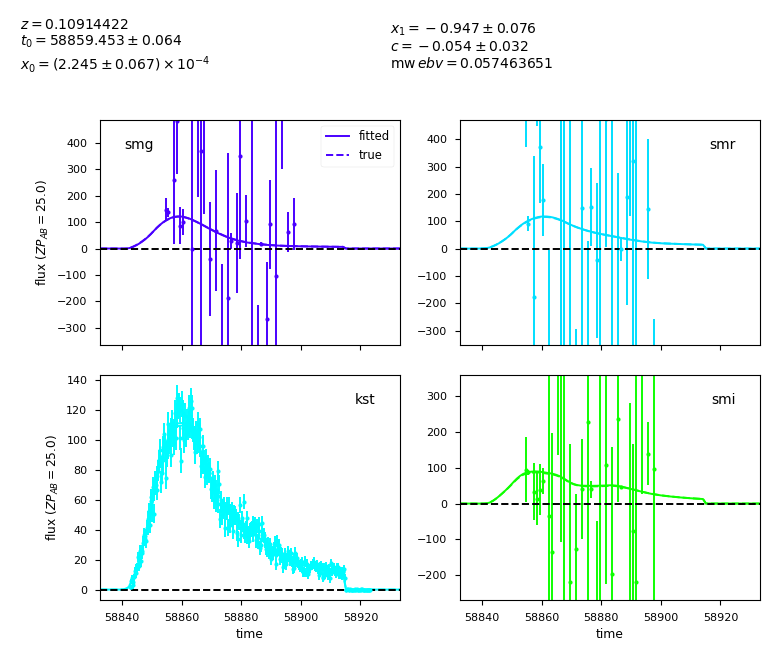 z = 0.10914422
t₀ = 58859.453 ± 0.064
x₀ = (2.245 ± 0.067) × 10⁻⁴
x₁ = −0.947 ± 0.076
c = −0.054 ± 0.032
mw ebv = 0.057463651
smg
fitted
true
400
300
200
100
0
−100
−200
−300
flux (ZP_AB = 25.0)
smr
400
300
200
100
0
−100
−200
−300
kst
140
120
100
80
60
40
20
0
flux (ZP_AB = 25.0)
58840 58860 58880 58900 58920
time
smi
300
200
100
0
−100
−200
58840 58860 58880 58900 58920
time